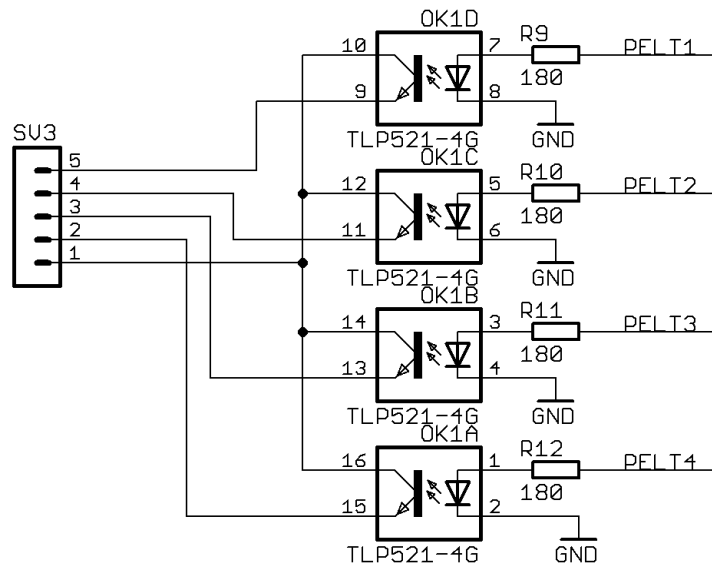 OK1D
10
7
R9
PELT1
9
8
180
TLP521-4G
GND
SV3
5
4
3
2
1
OK1C
12
5
R10
PELT2
11
6
180
TLP521-4G
GND
OK1B
14
3
R11
PELT3
13
4
180
TLP521-4G
GND
OK1A
16
1
R12
PELT4
15
2
180
TLP521-4G
GND